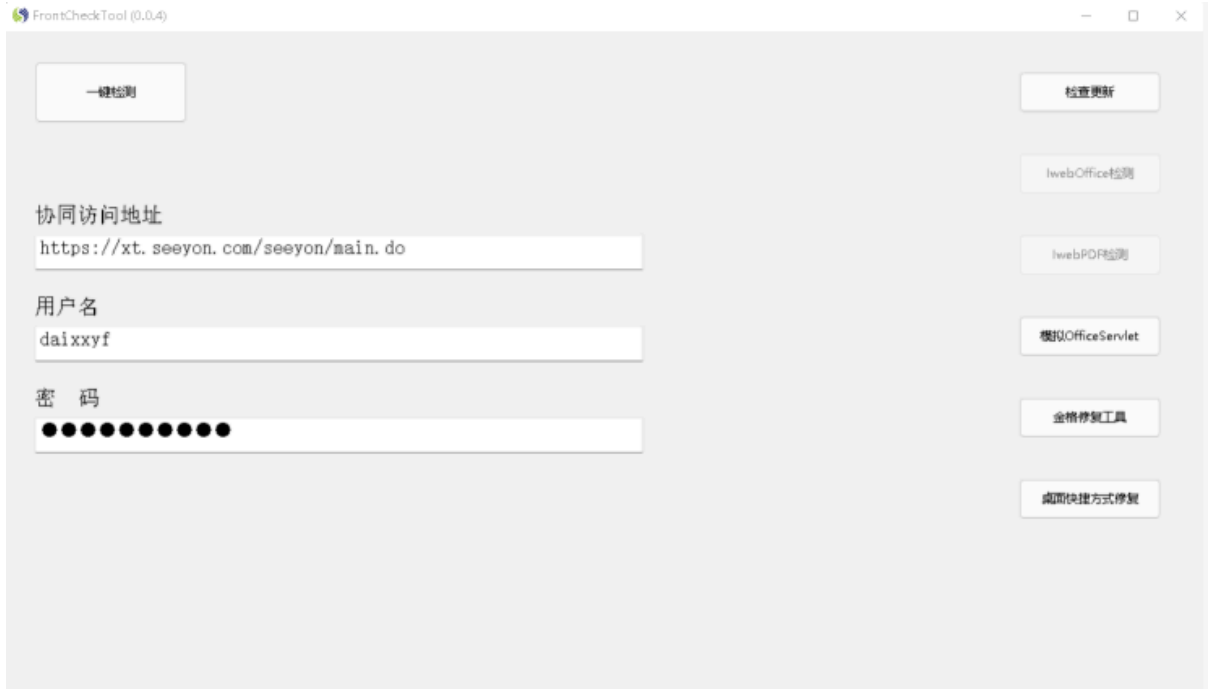 FrontCheckTool (0.0.4)
一键检测
检查更新
IwebOffice检测
协同访问地址
https://xt.seeyon.com/seeyon/main.do
IwebPDF检测
用户名
daixxyf
模拟OfficeServlet
密 码
●●●●●●●●●●
金格修复工具
桌面快捷方式修复